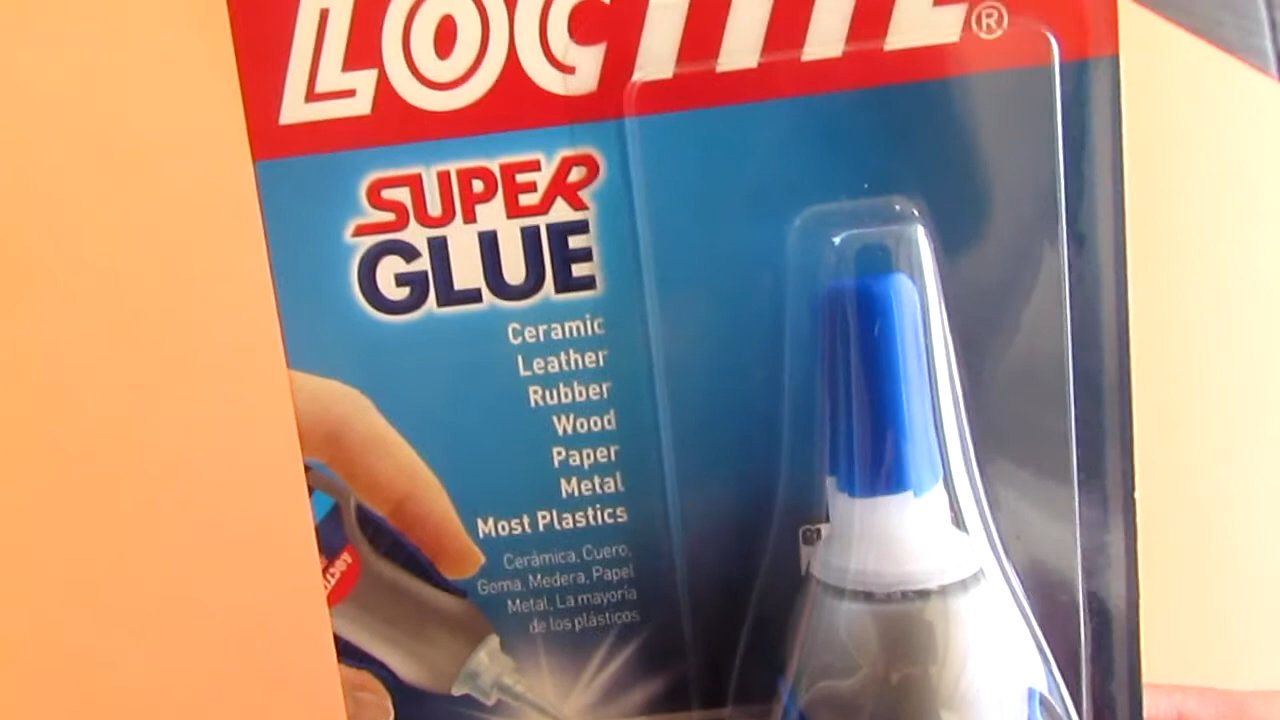 LOCTITE®
SUPER
GLUE
Ceramic
Leather
Rubber
Wood
Paper
Metal
Most Plastics
Cerámica, Cuero,
Goma, Medera, Papel
Metal, La mayoría
de los plásticos